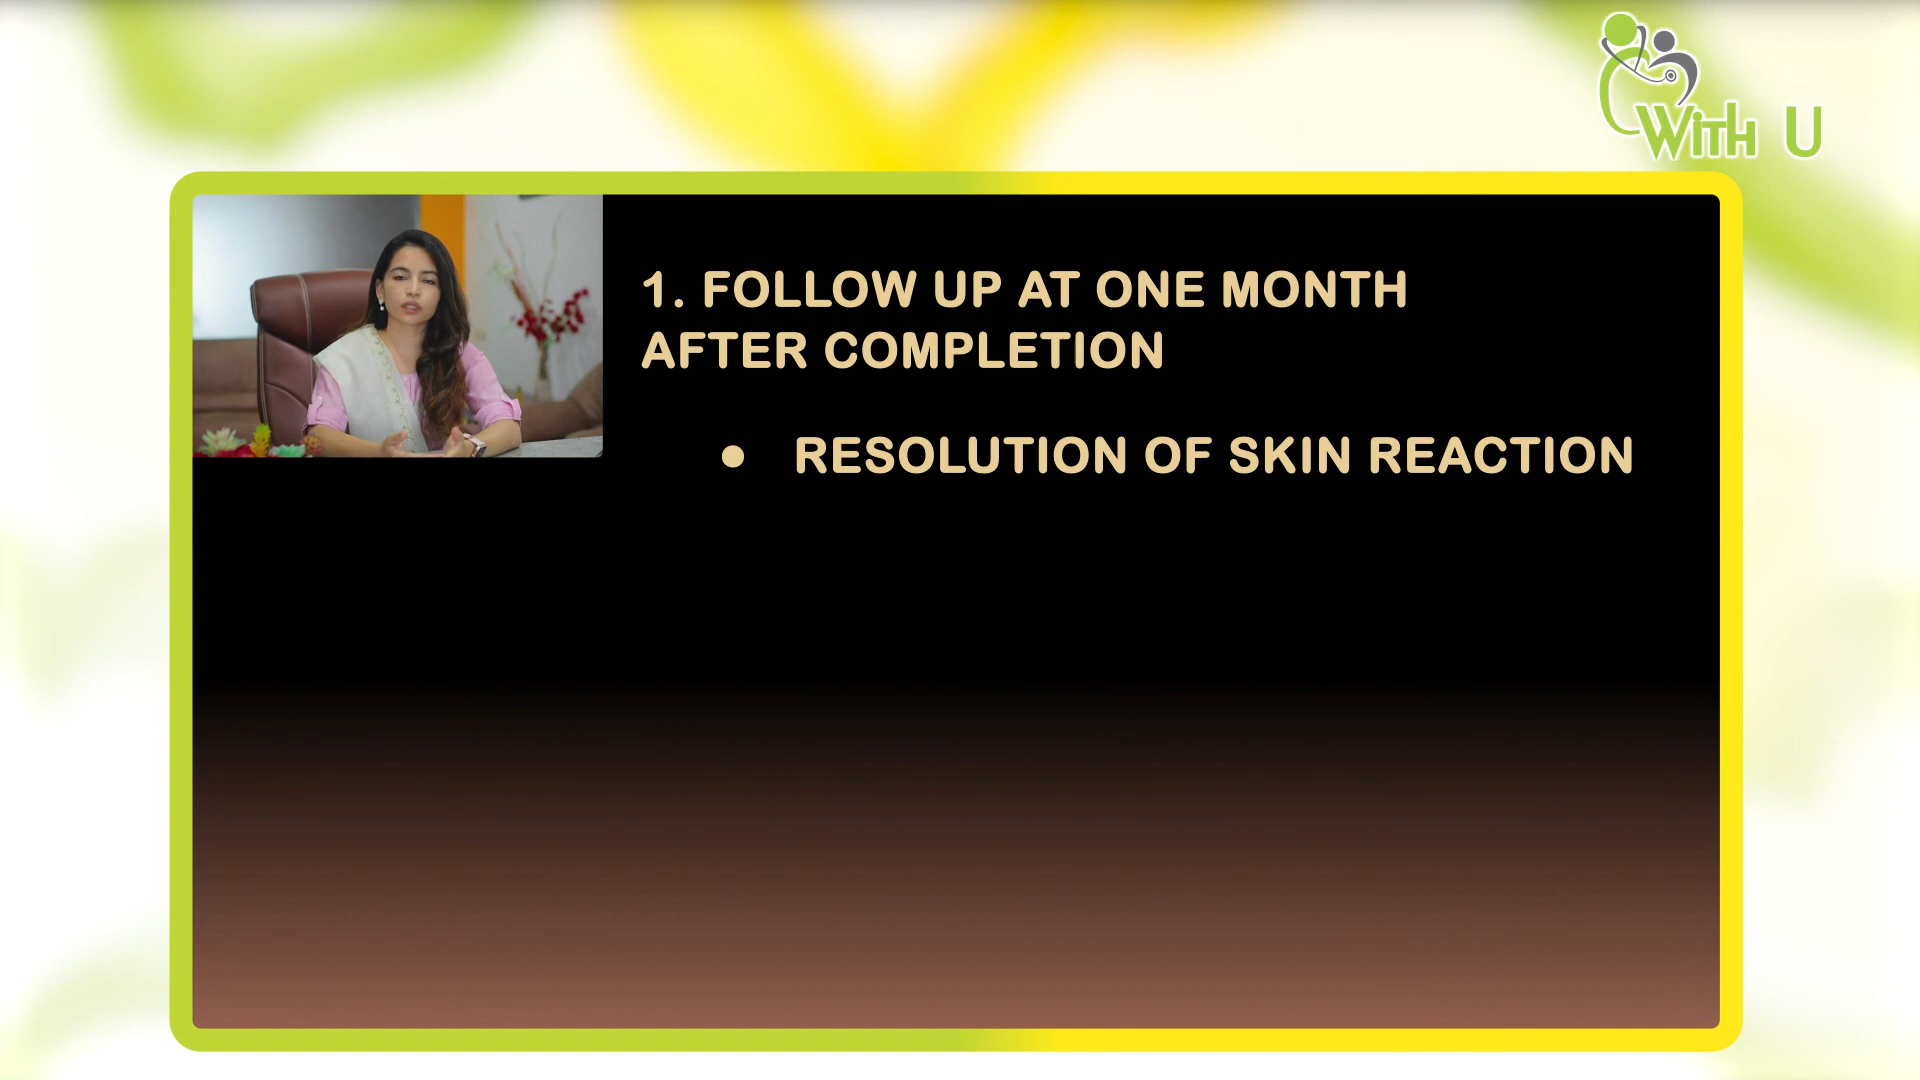 With U
1. FOLLOW UP AT ONE MONTH
AFTER COMPLETION
● RESOLUTION OF SKIN REACTION